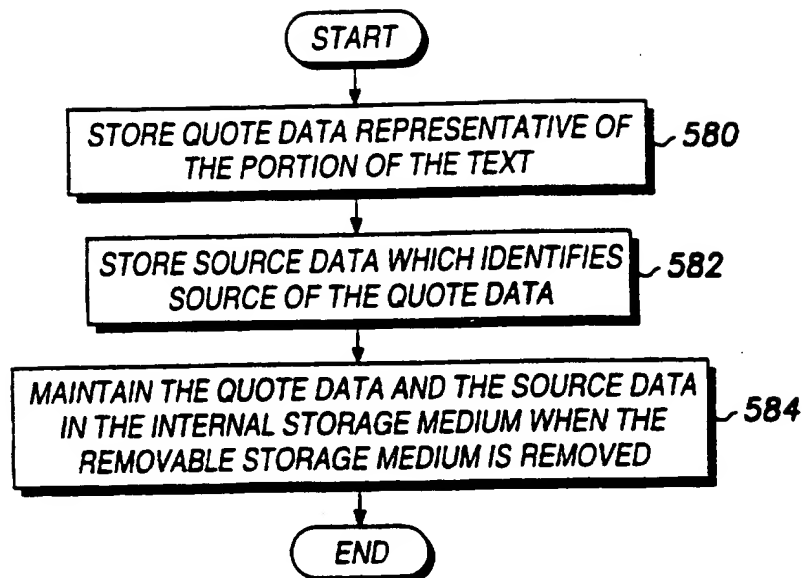 START
STORE QUOTE DATA REPRESENTATIVE OF
THE PORTION OF THE TEXT
580
STORE SOURCE DATA WHICH IDENTIFIES
SOURCE OF THE QUOTE DATA
582
MAINTAIN THE QUOTE DATA AND THE SOURCE DATA
IN THE INTERNAL STORAGE MEDIUM WHEN THE
REMOVABLE STORAGE MEDIUM IS REMOVED
584
END